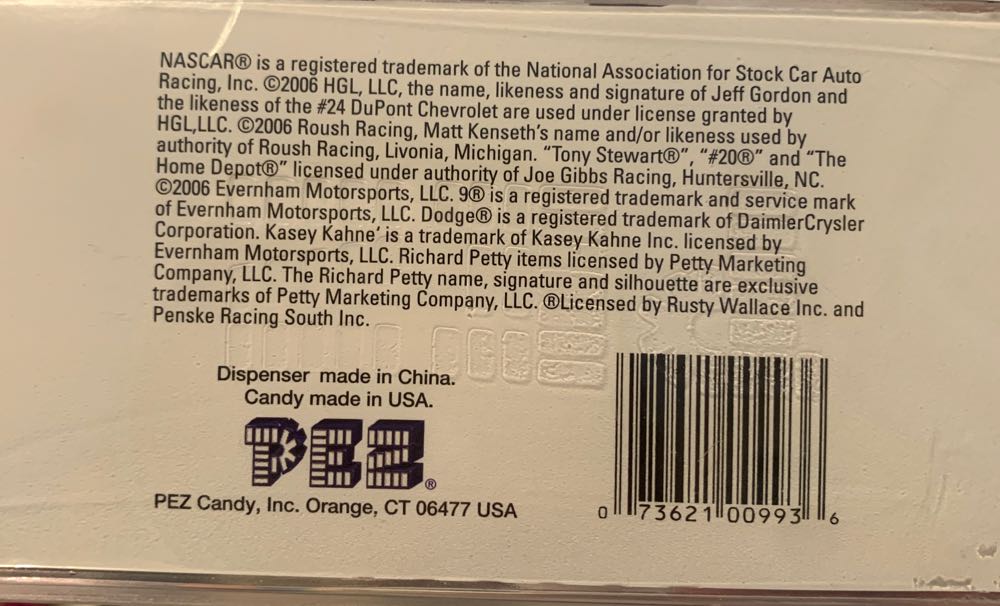 NASCAR® is a registered trademark of the National Association for Stock Car Auto
Racing, Inc. ©2006 HGL, LLC, the name, likeness and signature of Jeff Gordon and
the likeness of the #24 DuPont Chevrolet are used under license granted by
HGL,LLC. ©2006 Roush Racing, Matt Kenseth's name and/or likeness used by
authority of Roush Racing, Livonia, Michigan. “Tony Stewart®”, “#20®” and “The
Home Depot®” licensed under authority of Joe Gibbs Racing, Huntersville, NC.
©2006 Evernham Motorsports, LLC. 9® is a registered trademark and service mark
of Evernham Motorsports, LLC. Dodge® is a registered trademark of DaimlerCrysler
Corporation. Kasey Kahne’ is a trademark of Kasey Kahne Inc. licensed by
Evernham Motorsports, LLC. Richard Petty items licensed by Petty Marketing
Company, LLC. The Richard Petty name, signature and silhouette are exclusive
trademarks of Petty Marketing Company, LLC. ®Licensed by Rusty Wallace Inc. and
Penske Racing South Inc.
Dispenser made in China.
Candy made in USA.
PEZ®
PEZ Candy, Inc. Orange, CT 06477 USA
0 73621 00993 6